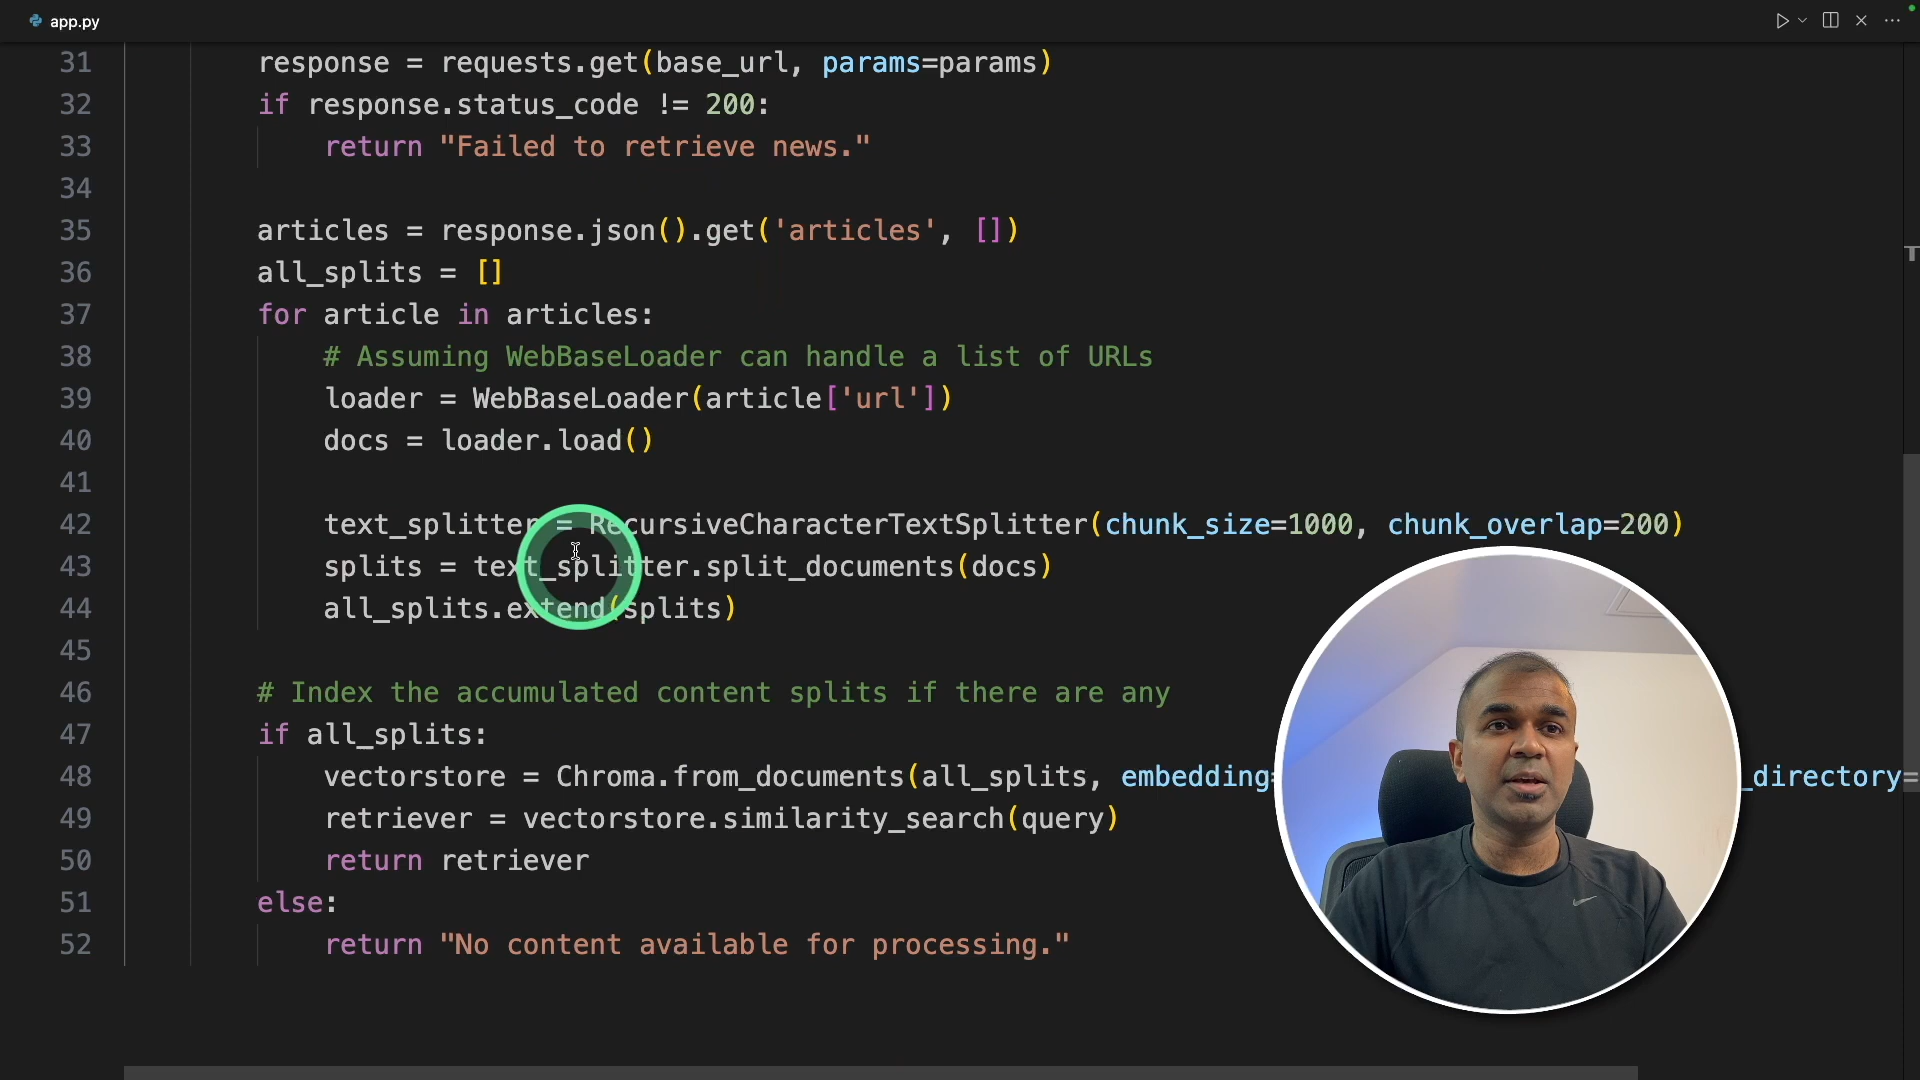 app.py
31 response = requests.get(base_url, params=params)
32 if response.status_code != 200:
33 return "Failed to retrieve news."
34
35 articles = response.json().get('articles', [])
36 all_splits = []
37 for article in articles:
38 # Assuming WebBaseLoader can handle a list of URLs
39 loader = WebBaseLoader(article['url'])
40 docs = loader.load()
41
42 text_splitter = RecursiveCharacterTextSplitter(chunk_size=1000, chunk_overlap=200)
43 splits = text_splitter.split_documents(docs)
44 all_splits.extend(splits)
45
46 # Index the accumulated content splits if there are any
47 if all_splits:
48 vectorstore = Chroma.from_documents(all_splits, embedding= _directory=
49 retriever = vectorstore.similarity_search(query)
50 return retriever
51 else:
52 return "No content available for processing."